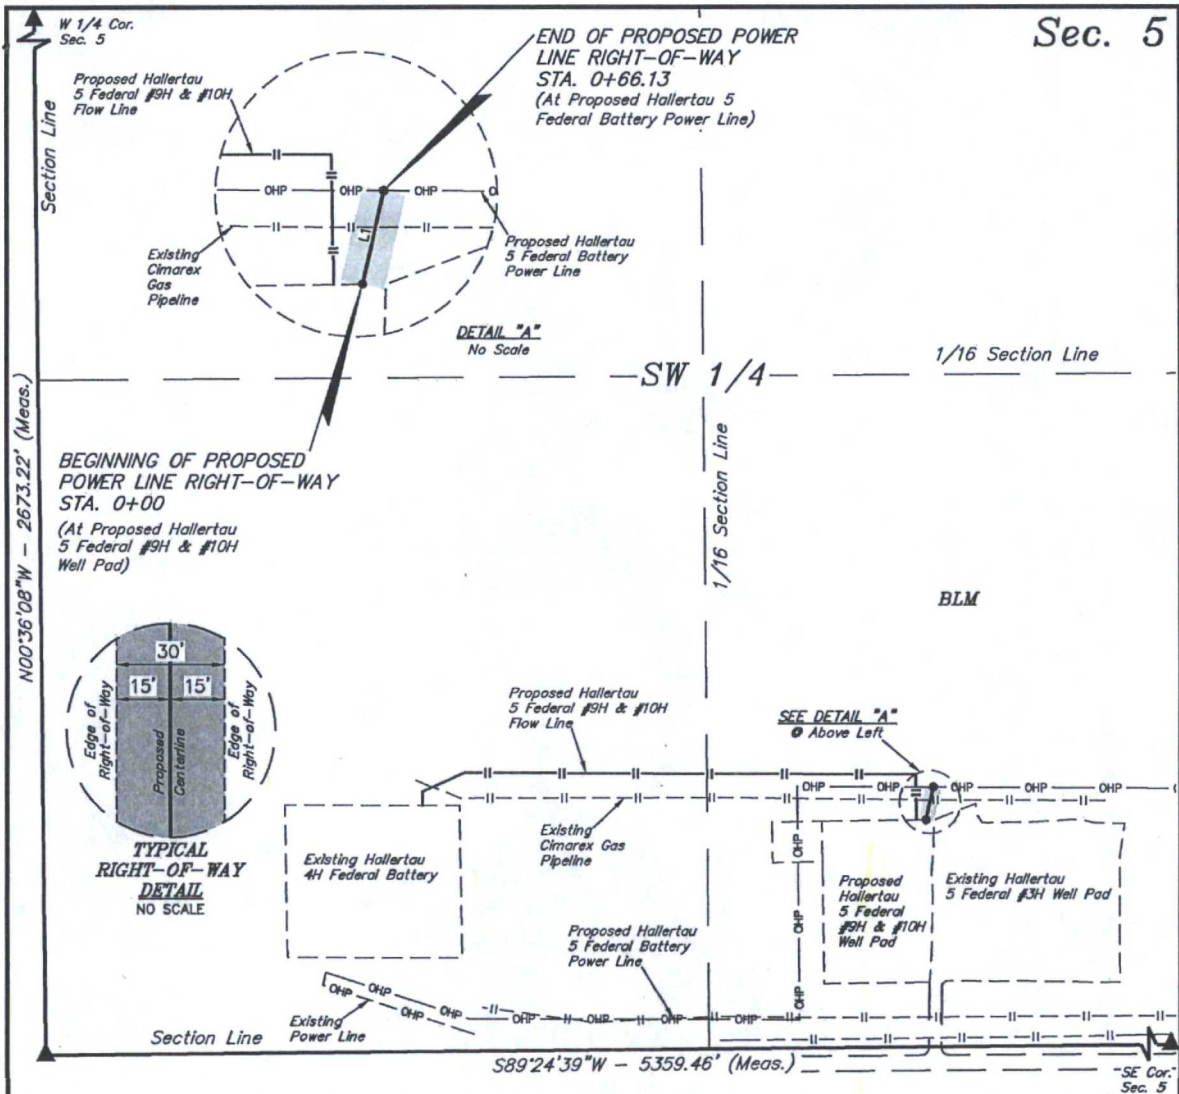 W 1/4 Cor.
Sec. 5
Sec. 5
END OF PROPOSED POWER
LINE RIGHT-OF-WAY
STA. 0+66.13
(At Proposed Hallertau 5
Federal Battery Power Line)
Proposed Hallertau
5 Federal #9H & #10H
Flow Line
Section Line
OHP
OHP
OHP
L1
Existing
Cimarex
Gas
Pipeline
Proposed Hallertau
5 Federal Battery
Power Line
DETAIL "A"
No Scale
1/16 Section Line
SW 1/4
N00°36'08"W - 2673.22' (Meas.)
BEGINNING OF PROPOSED
POWER LINE RIGHT-OF-WAY
STA. 0+00
(At Proposed Hallertau
5 Federal #9H & #10H
Well Pad)
1/16 Section Line
BLM
30'
15'
15'
Edge of
Right-of-Way
Proposed
Centerline
Edge of
Right-of-Way
TYPICAL
RIGHT-OF-WAY
DETAIL
NO SCALE
Proposed Hallertau
5 Federal #9H & #10H
Flow Line
SEE DETAIL "A"
@ Above Left
OHP
OHP
OHP
OHP
OHP
Existing
Cimarex Gas
Pipeline
OHP
OHP
OHP
Existing Hallertau
4H Federal Battery
Proposed
Hallertau
5 Federal
#9H & #10H
Well Pad
Existing Hallertau
5 Federal #3H Well Pad
Proposed Hallertau
5 Federal Battery
Power Line
OHP
OHP
OHP
OHP
OHP
OHP
OHP
OHP
OHP
Existing
Power Line
Section Line
S89°24'39"W - 5359.46' (Meas.)
SE Cor.
Sec. 5